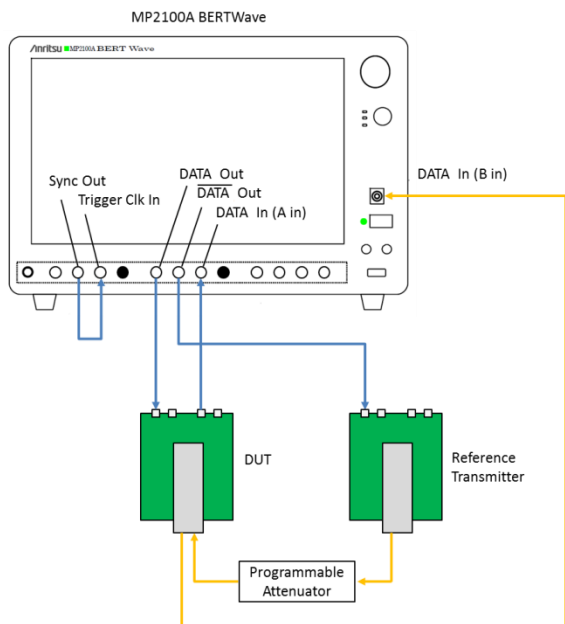 MP2100A BERTWave
Anritsu MP2100A BERT Wave
DATA In (B in)
Sync Out
Trigger Clk In
DATA Out
DATA Out
DATA In (A in)
DUT
Reference
Transmitter
Programmable
Attenuator